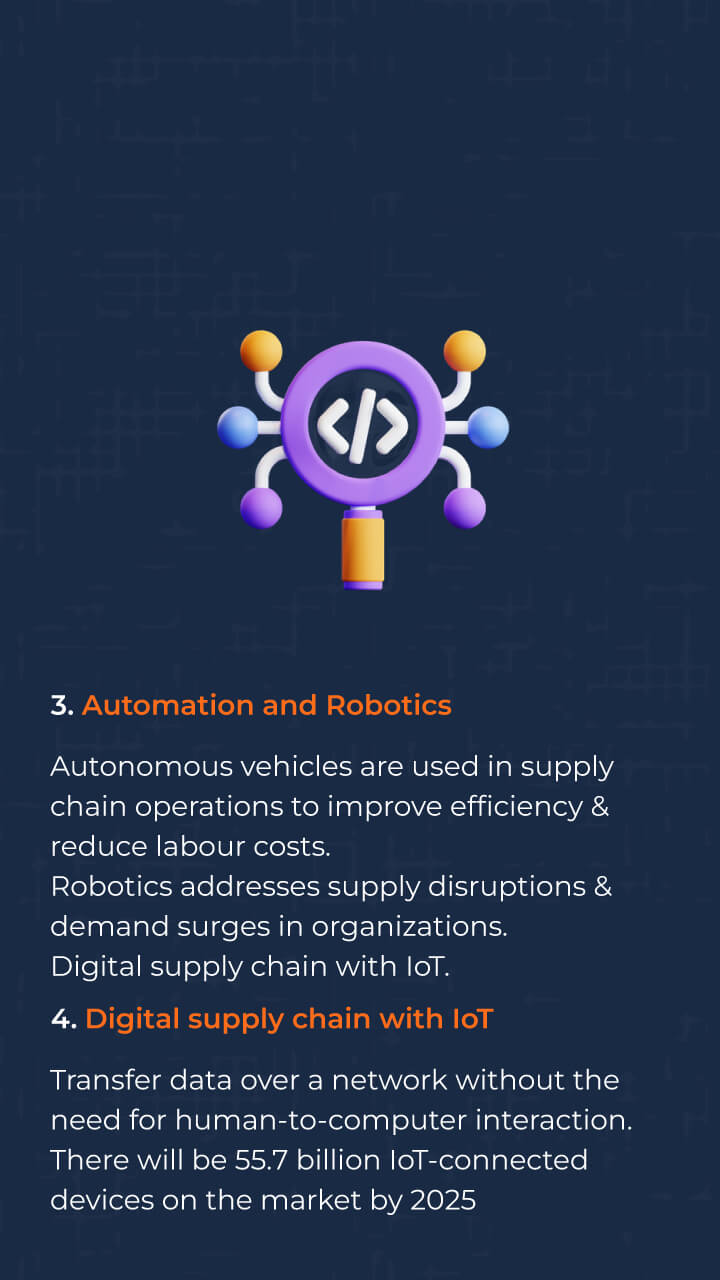 </>
3. Automation and Robotics
Autonomous vehicles are used in supply
chain operations to improve efficiency &
reduce labour costs.
Robotics addresses supply disruptions &
demand surges in organizations.
Digital supply chain with IoT.
4. Digital supply chain with IoT
Transfer data over a network without the
need for human-to-computer interaction.
There will be 55.7 billion IoT-connected
devices on the market by 2025